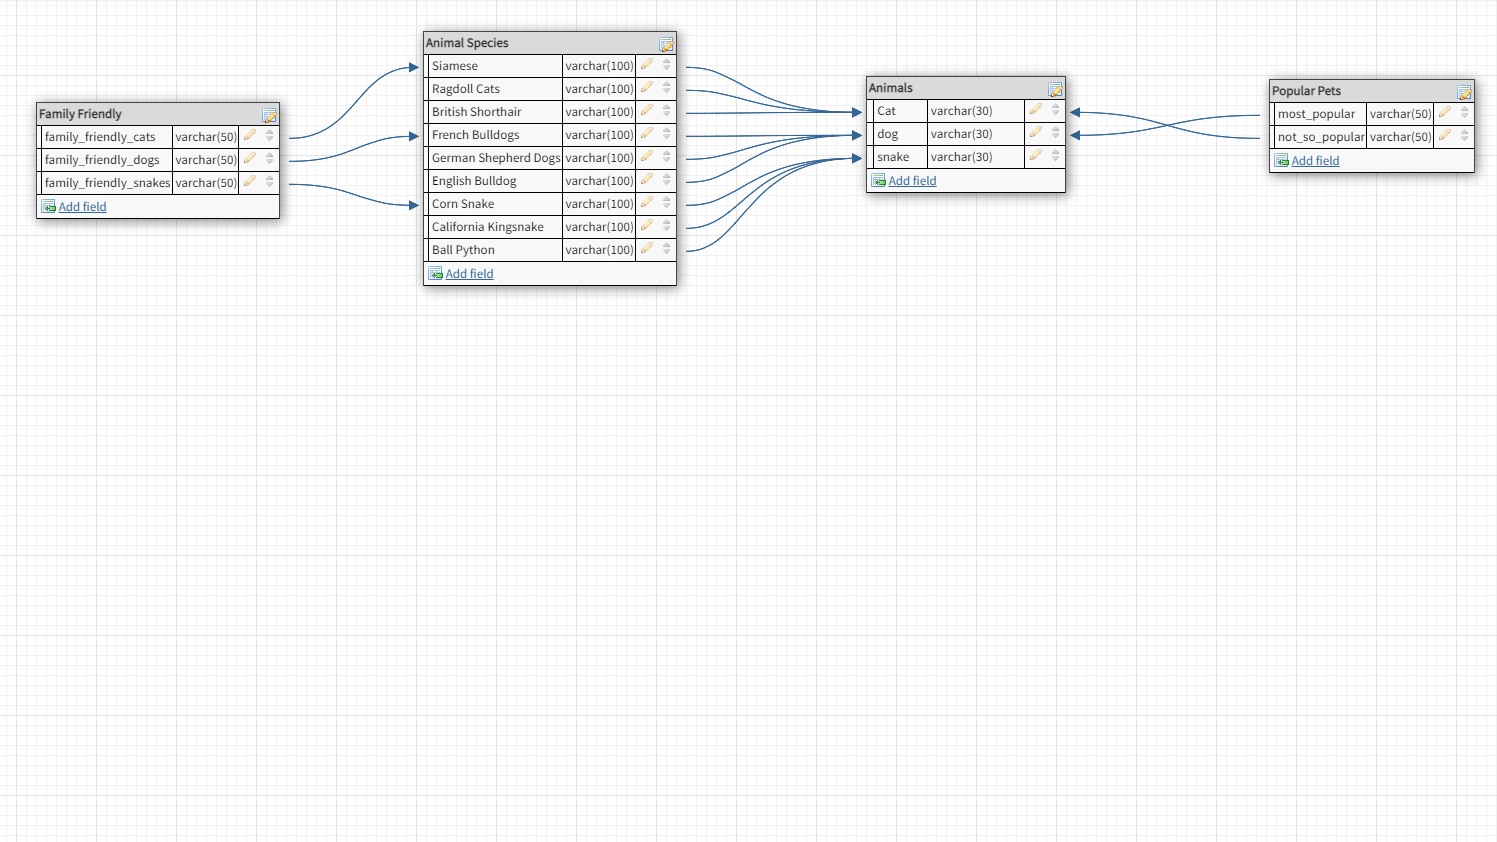 Family Friendly
family_friendly_cats varchar(50)
family_friendly_dogs varchar(50)
family_friendly_snakes varchar(50)
Add field
Animal Species
Siamese varchar(100)
Ragdoll Cats varchar(100)
British Shorthair varchar(100)
French Bulldogs varchar(100)
German Shepherd Dogs varchar(100)
English Bulldog varchar(100)
Corn Snake varchar(100)
California Kingsnake varchar(100)
Ball Python varchar(100)
Add field
Animals
Cat varchar(30)
dog varchar(30)
snake varchar(30)
Add field
Popular Pets
most_popular varchar(50)
not_so_popular varchar(50)
Add field